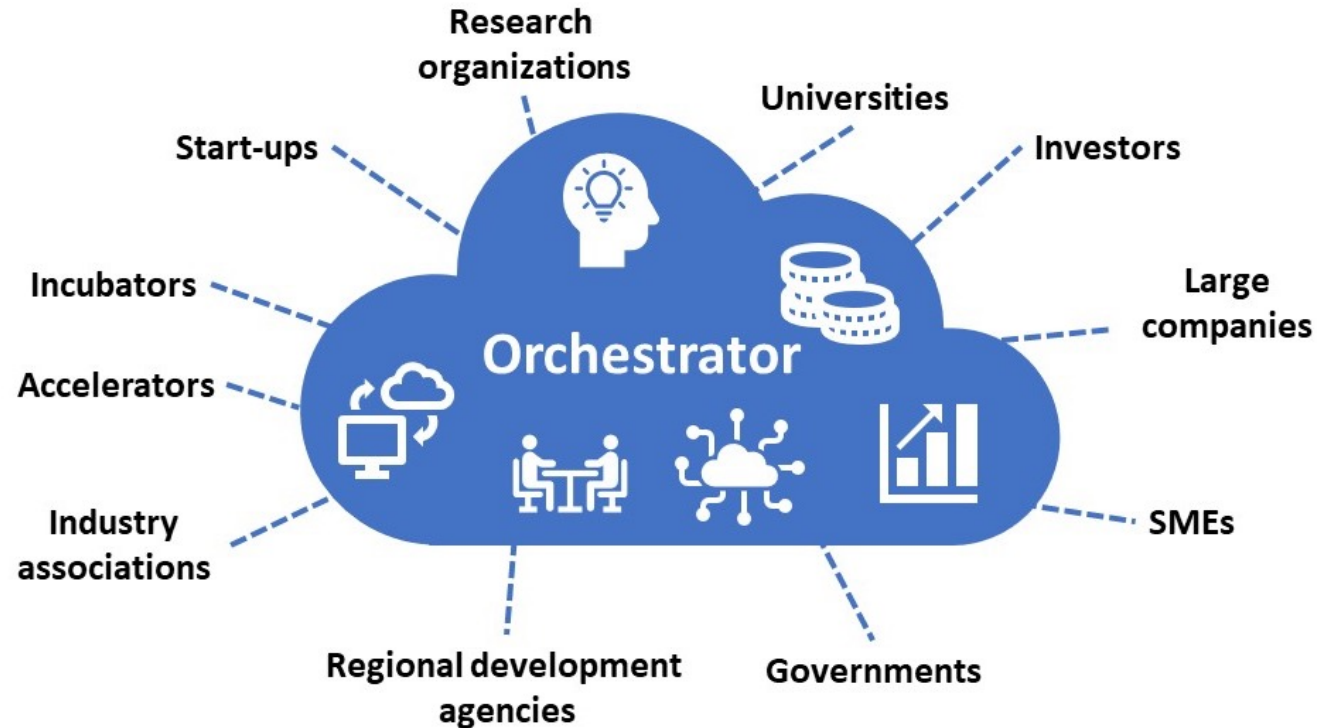 Research
organizations
Universities
Start-ups
Investors
Incubators
Large
companies
Orchestrator
Accelerators
Industry
associations
SMEs
Regional development
agencies
Governments